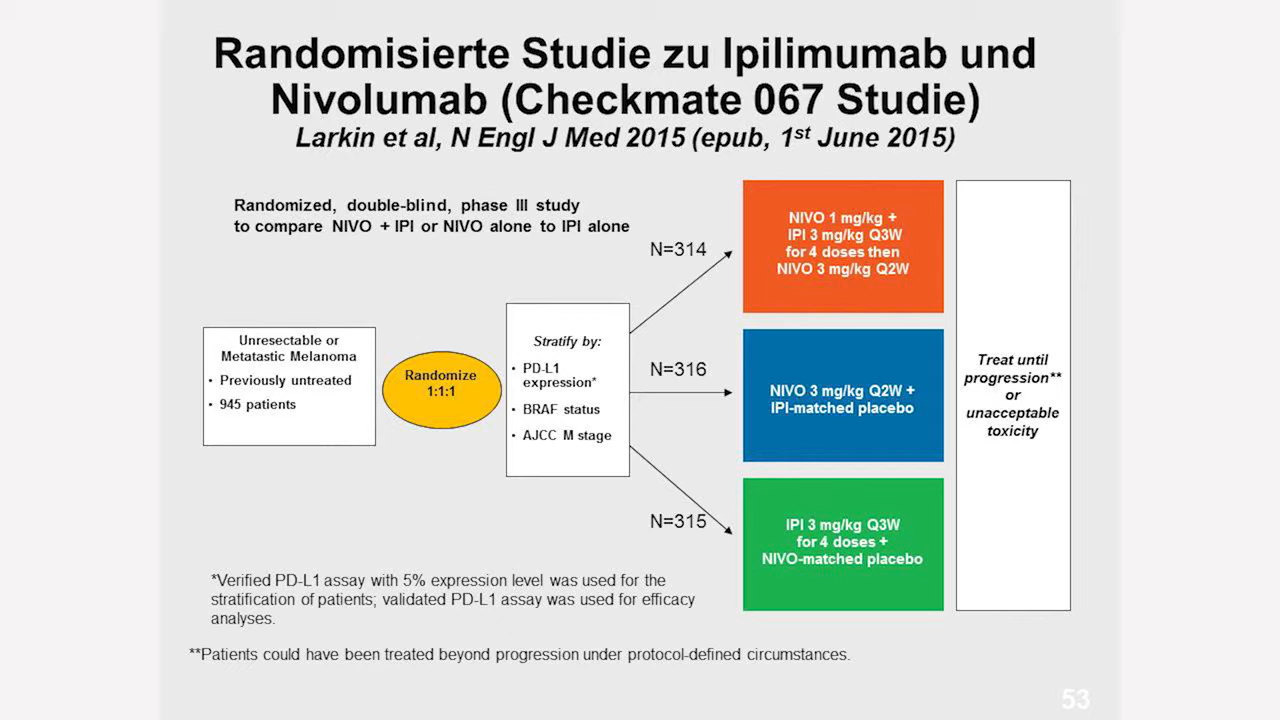 Randomisierte Studie zu Ipilimumab und
Nivolumab (Checkmate 067 Studie)
Larkin et al, N Engl J Med 2015 (epub, 1st June 2015)
Randomized, double-blind, phase III study
to compare NIVO + IPI or NIVO alone to IPI alone
Unresectable or
Metatastic Melanoma
• Previously untreated
• 945 patients
Randomize
1:1:1
Stratify by:
• PD-L1
expression*
• BRAF status
• AJCC M stage
N=314
N=316
N=315
NIVO 1 mg/kg +
IPI 3 mg/kg Q3W
for 4 doses then
NIVO 3 mg/kg Q2W
NIVO 3 mg/kg Q2W +
IPI-matched placebo
IPI 3 mg/kg Q3W
for 4 doses +
NIVO-matched placebo
Treat until
progression**
or
unacceptable
toxicity
*Verified PD-L1 assay with 5% expression level was used for the
stratification of patients; validated PD-L1 assay was used for efficacy
analyses.
**Patients could have been treated beyond progression under protocol-defined circumstances.
53